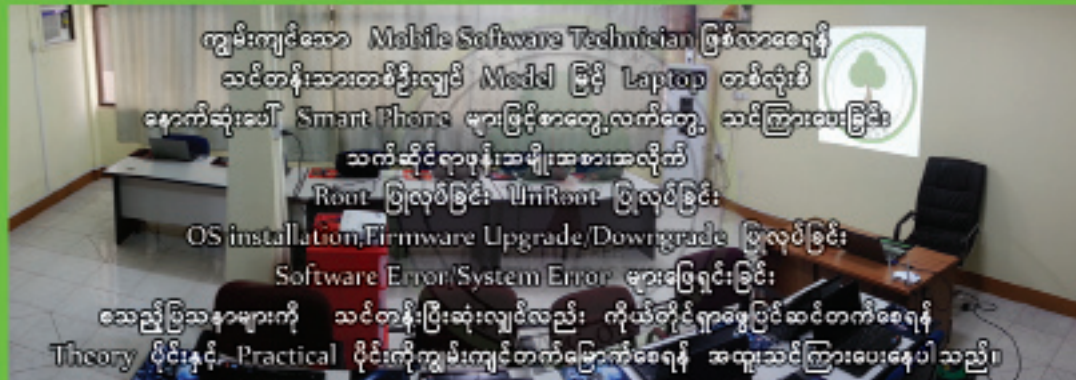 ကျွမ်းကျင်သော Mobile Software Technician ဖြစ်လာစေရန်
သင်တန်းသားတစ်ဦးလျှင် Model မြင့် Laptop တစ်လုံးစီ
နောက်ဆုံးပေါ် Smart Phone များဖြင့်စာတွေ့လက်တွေ့ သင်ကြားပေးခြင်း
သက်ဆိုင်ရာဖုန်းအမျိုးအစားအလိုက်
Root ပြုလုပ်ခြင်း UnRoot ပြုလုပ်ခြင်း
OS installation,Firmware Upgrade/Downgrade ပြုလုပ်ခြင်း
Software Error/System Error များဖြေရှင်းခြင်း
စသည့်ပြသနာများကို သင်တန်းပြီးဆုံးလျှင်လည်း ကိုယ်တိုင်ရှာဖွေပြင်ဆင်တက်စေရန်
Theory ပိုင်းနှင့် Practical ပိုင်းကိုကျွမ်းကျင်တက်မြောက်စေရန် အထူးသင်ကြားပေးနေပါသည်။